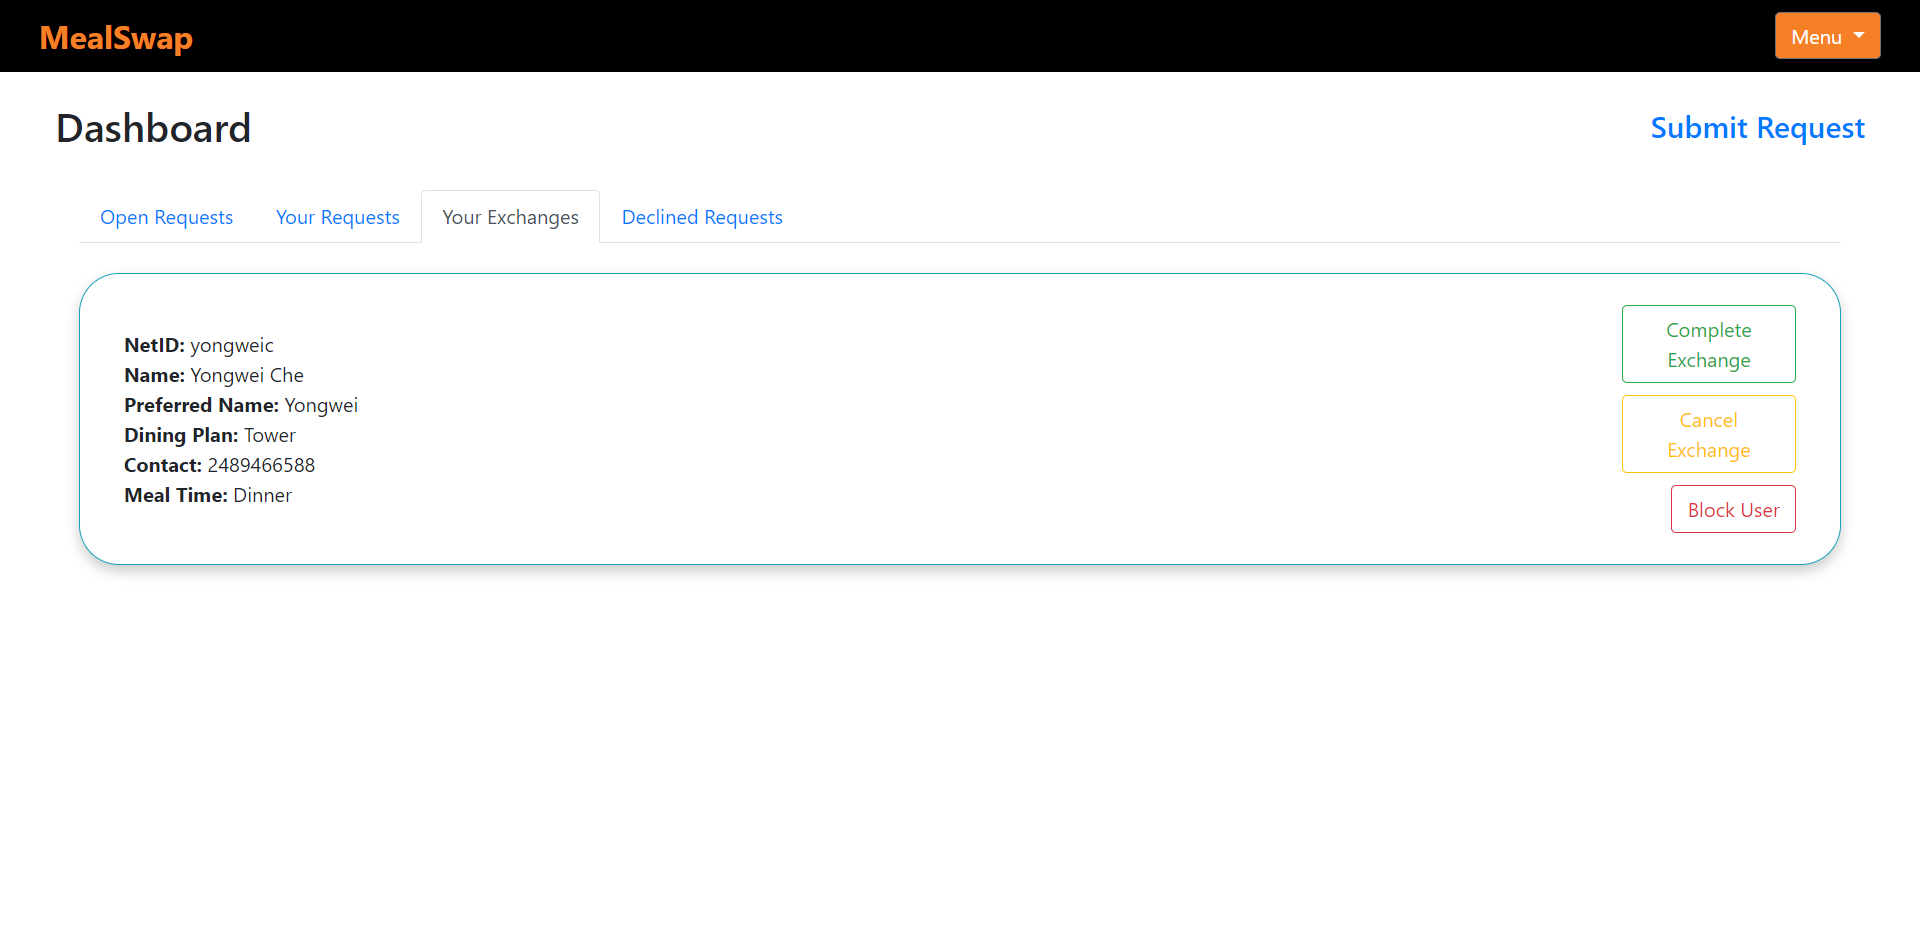 MealSwap
Menu
Dashboard
Submit Request
Open Requests
Your Requests
Your Exchanges
Declined Requests
NetID: yongweic
Name: Yongwei Che
Preferred Name: Yongwei
Dining Plan: Tower
Contact: 2489466588
Meal Time: Dinner
Complete
Exchange
Cancel
Exchange
Block User